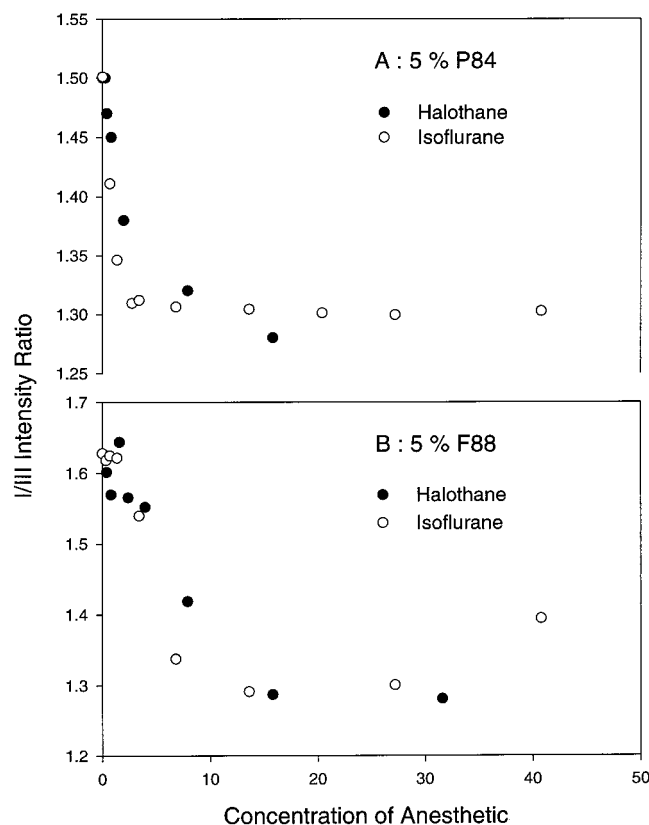 1.55
A : 5 % P84
1.50
Halothane
1.45
Isoflurane
1.40
1.35
1.30
1.25
I/III Intensity Ratio
1.7
B : 5 % F88
1.6
Halothane
Isoflurane
1.5
1.4
1.3
1.2
0 10 20 30 40 50
Concentration of Anesthetic